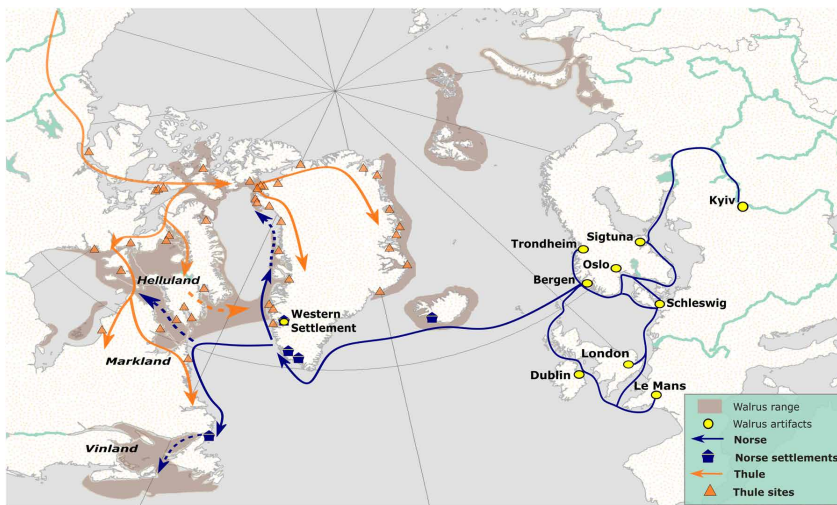 Kyiv
Trondheim
Sigtuna
Oslo
Bergen
Helluland
Schleswig
Western
Settlement
Markland
London
Dublin
Le Mans
Vinland
Walrus range
Walrus artifacts
Norse
Norse settlements
Thule
Thule sites